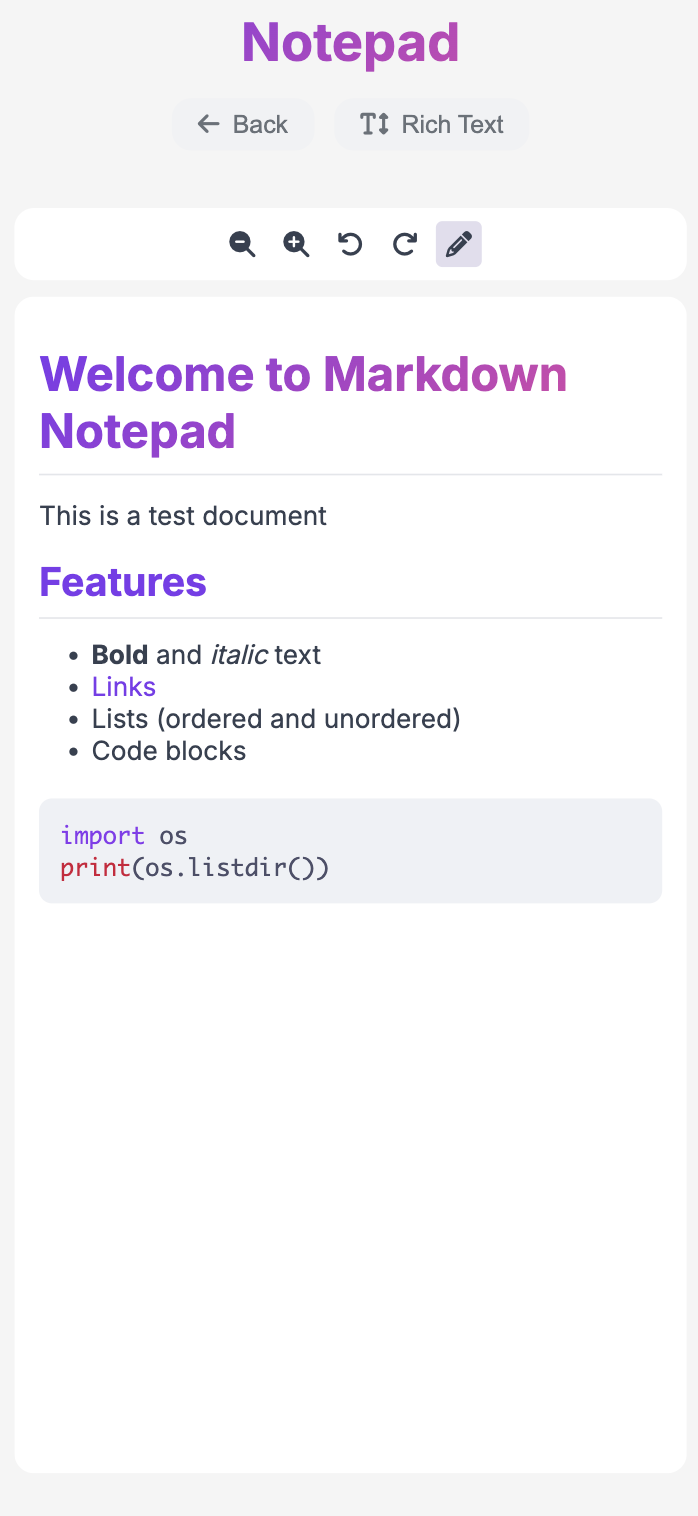 Notepad
Back
Rich Text
Welcome to Markdown
Notepad
This is a test document
Features
• Bold and italic text
• Links
• Lists (ordered and unordered)
• Code blocks
import os
print(os.listdir())